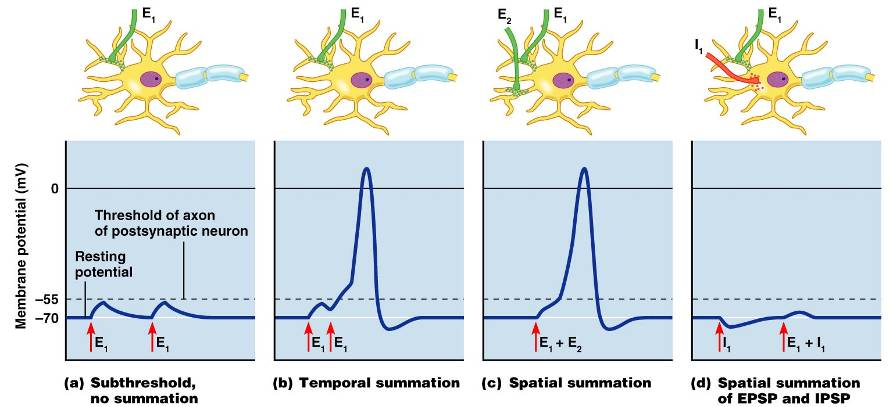 E1
E1
E2
E1
I1
E1
Membrane potential (mV)
0
–55
–70
Threshold of axon
of postsynaptic neuron
Resting
potential
E1
E1
E1
E1
E1 + E2
I1
E1 + I1
(a) Subthreshold,
no summation
(b) Temporal summation
(c) Spatial summation
(d) Spatial summation
of EPSP and IPSP